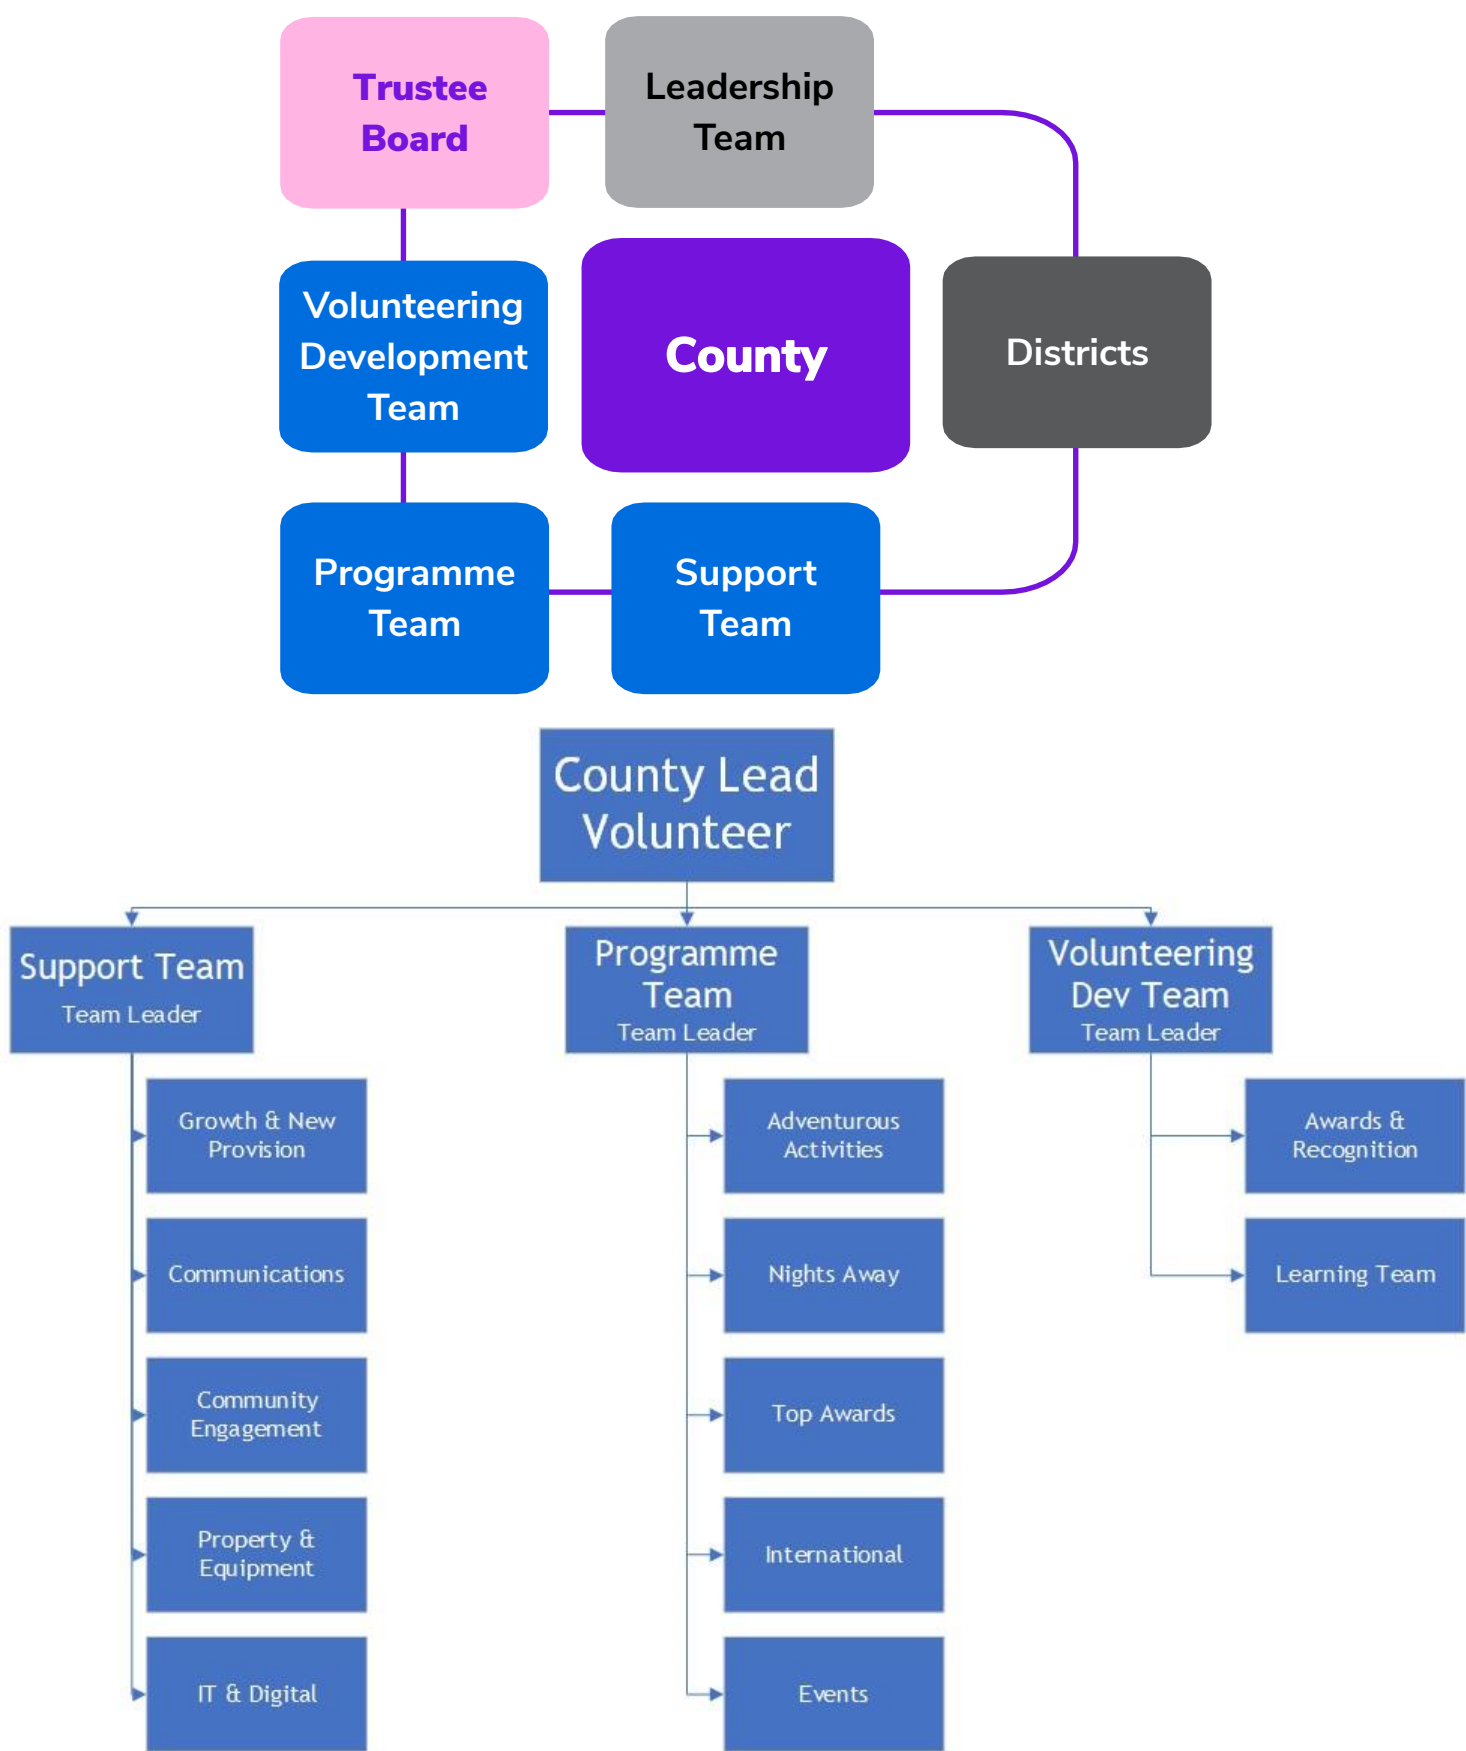 Trustee
Board
Leadership
Team
Volunteering
Development
Team
County
Districts
Programme
Team
Support
Team
County Lead
Volunteer
Support Team
Team Leader
Programme
Team
Team Leader
Volunteering
Dev Team
Team Leader
Growth & New
Provision
Communications
Community
Engagement
Property &
Equipment
IT & Digital
Adventurous
Activities
Nights Away
Top Awards
International
Events
Awards &
Recognition
Learning Team